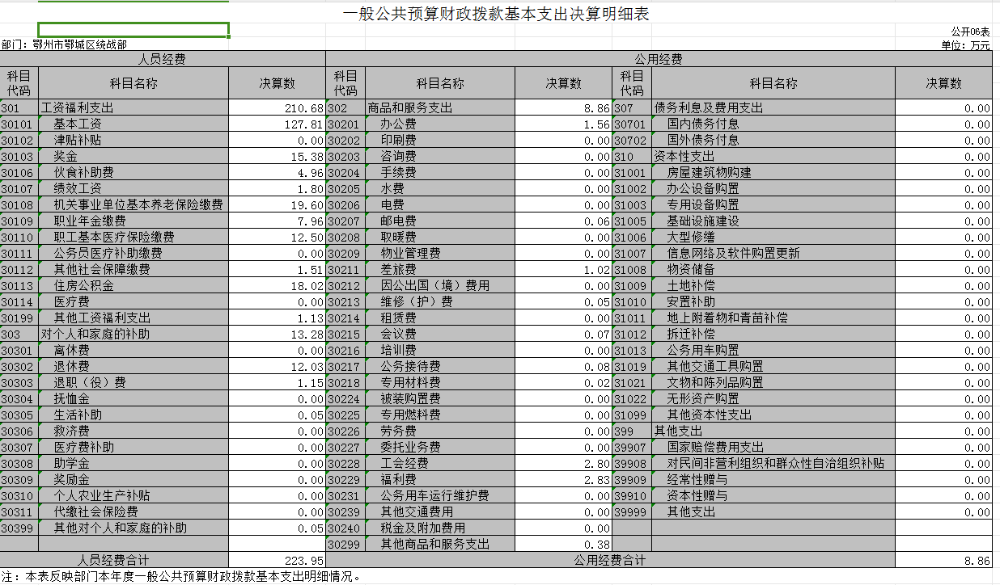 一般公共预算财政拨款基本支出决算明细表
公开06表
部门：鄂州市鄂城区统战部 单位：万元
人员经费 公用经费
科目代码 科目名称 决算数 科目代码 科目名称 决算数 科目代码 科目名称 决算数
301 工资福利支出 210.68 302 商品和服务支出 8.86 307 债务利息及费用支出 0.00
30101 基本工资 127.81 30201 办公费 1.56 30701 国内债务付息 0.00
30102 津贴补贴 0.00 30202 印刷费 0.00 30702 国外债务付息 0.00
30103 奖金 15.38 30203 咨询费 0.00 310 资本性支出 0.00
30106 伙食补助费 4.96 30204 手续费 0.00 31001 房屋建筑物购建 0.00
30107 绩效工资 1.80 30205 水费 0.00 31002 办公设备购置 0.00
30108 机关事业单位基本养老保险缴费 19.60 30206 电费 0.00 31003 专用设备购置 0.00
30109 职业年金缴费 7.96 30207 邮电费 0.06 31005 基础设施建设 0.00
30110 职工基本医疗保险缴费 12.50 30208 取暖费 0.00 31006 大型修缮 0.00
30111 公务员医疗补助缴费 0.00 30209 物业管理费 0.00 31007 信息网络及软件购置更新 0.00
30112 其他社会保障缴费 1.51 30211 差旅费 1.02 31008 物资储备 0.00
30113 住房公积金 18.02 30212 因公出国（境）费用 0.00 31009 土地补偿 0.00
30114 医疗费 0.00 30213 维修（护）费 0.05 31010 安置补助 0.00
30199 其他工资福利支出 1.13 30214 租赁费 0.00 31011 地上附着物和青苗补偿 0.00
303 对个人和家庭的补助 13.28 30215 会议费 0.07 31012 拆迁补偿 0.00
30301 离休费 0.00 30216 培训费 0.00 31013 公务用车购置 0.00
30302 退休费 12.03 30217 公务接待费 0.08 31019 其他交通工具购置 0.00
30303 退职（役）费 1.15 30218 专用材料费 0.02 31021 文物和陈列品购置 0.00
30304 抚恤金 0.00 30224 被装购置费 0.00 31022 无形资产购置 0.00
30305 生活补助 0.05 30225 专用燃料费 0.00 31099 其他资本性支出 0.00
30306 救济费 0.00 30226 劳务费 0.00 399 其他支出 0.00
30307 医疗费补助 0.00 30227 委托业务费 0.00 39907 国家赔偿费用支出 0.00
30308 助学金 0.00 30228 工会经费 2.80 39908 对民间非营利组织和群众性自治组织补贴 0.00
30309 奖励金 0.00 30229 福利费 2.83 39909 经常性赠与 0.00
30310 个人农业生产补贴 0.00 30231 公务用车运行维护费 0.00 39910 资本性赠与 0.00
30311 代缴社会保险费 0.00 30239 其他交通费用 0.00 39999 其他支出 0.00
30399 其他对个人和家庭的补助 0.05 30240 税金及附加费用 0.00
30299 其他商品和服务支出 0.38
人员经费合计 223.95 公用经费合计 8.86
注：本表反映部门本年度一般公共预算财政拨款基本支出明细情况。